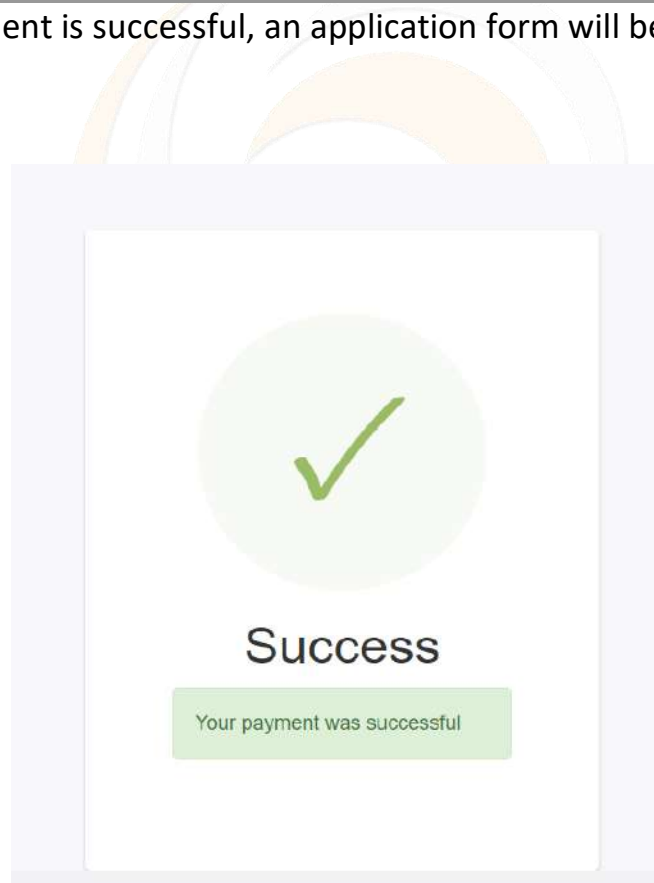 ent is successful, an application form will be
Success
Your payment was successful